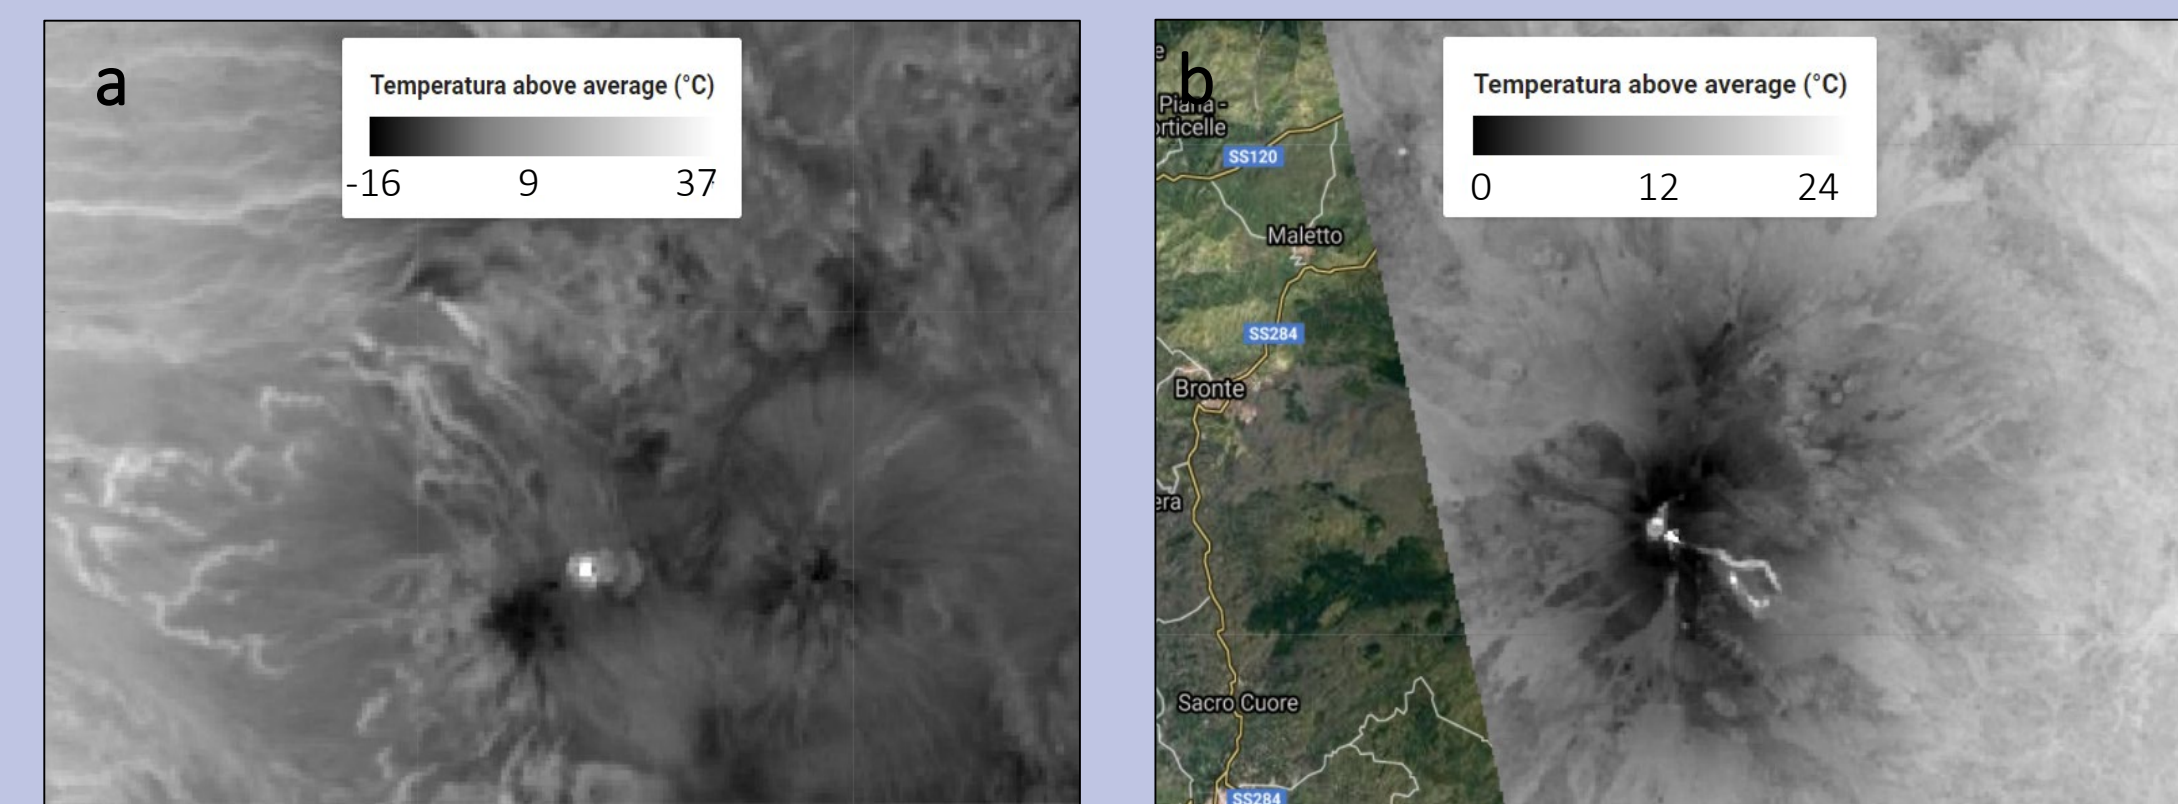 a
Temperatura above average (°C)
-16 9 37
b
Temperatura above average (°C)
0 12 24
e
Piana -
orticelle
SS120
Maletto
SS284
Bronte
era
Sacro Cuore
SS284